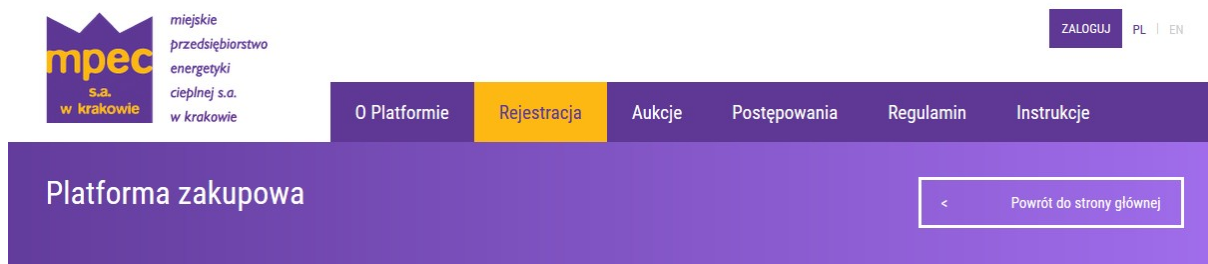 mpec
s.a.
w krakowie
miejskie
przedsiębiorstwo
energetyki
cieplnej s.a.
w krakowie
ZALOGUJ PL | EN
O Platformie Rejestracja Aukcje Postępowania Regulamin Instrukcje
Platforma zakupowa
< Powrót do strony głównej